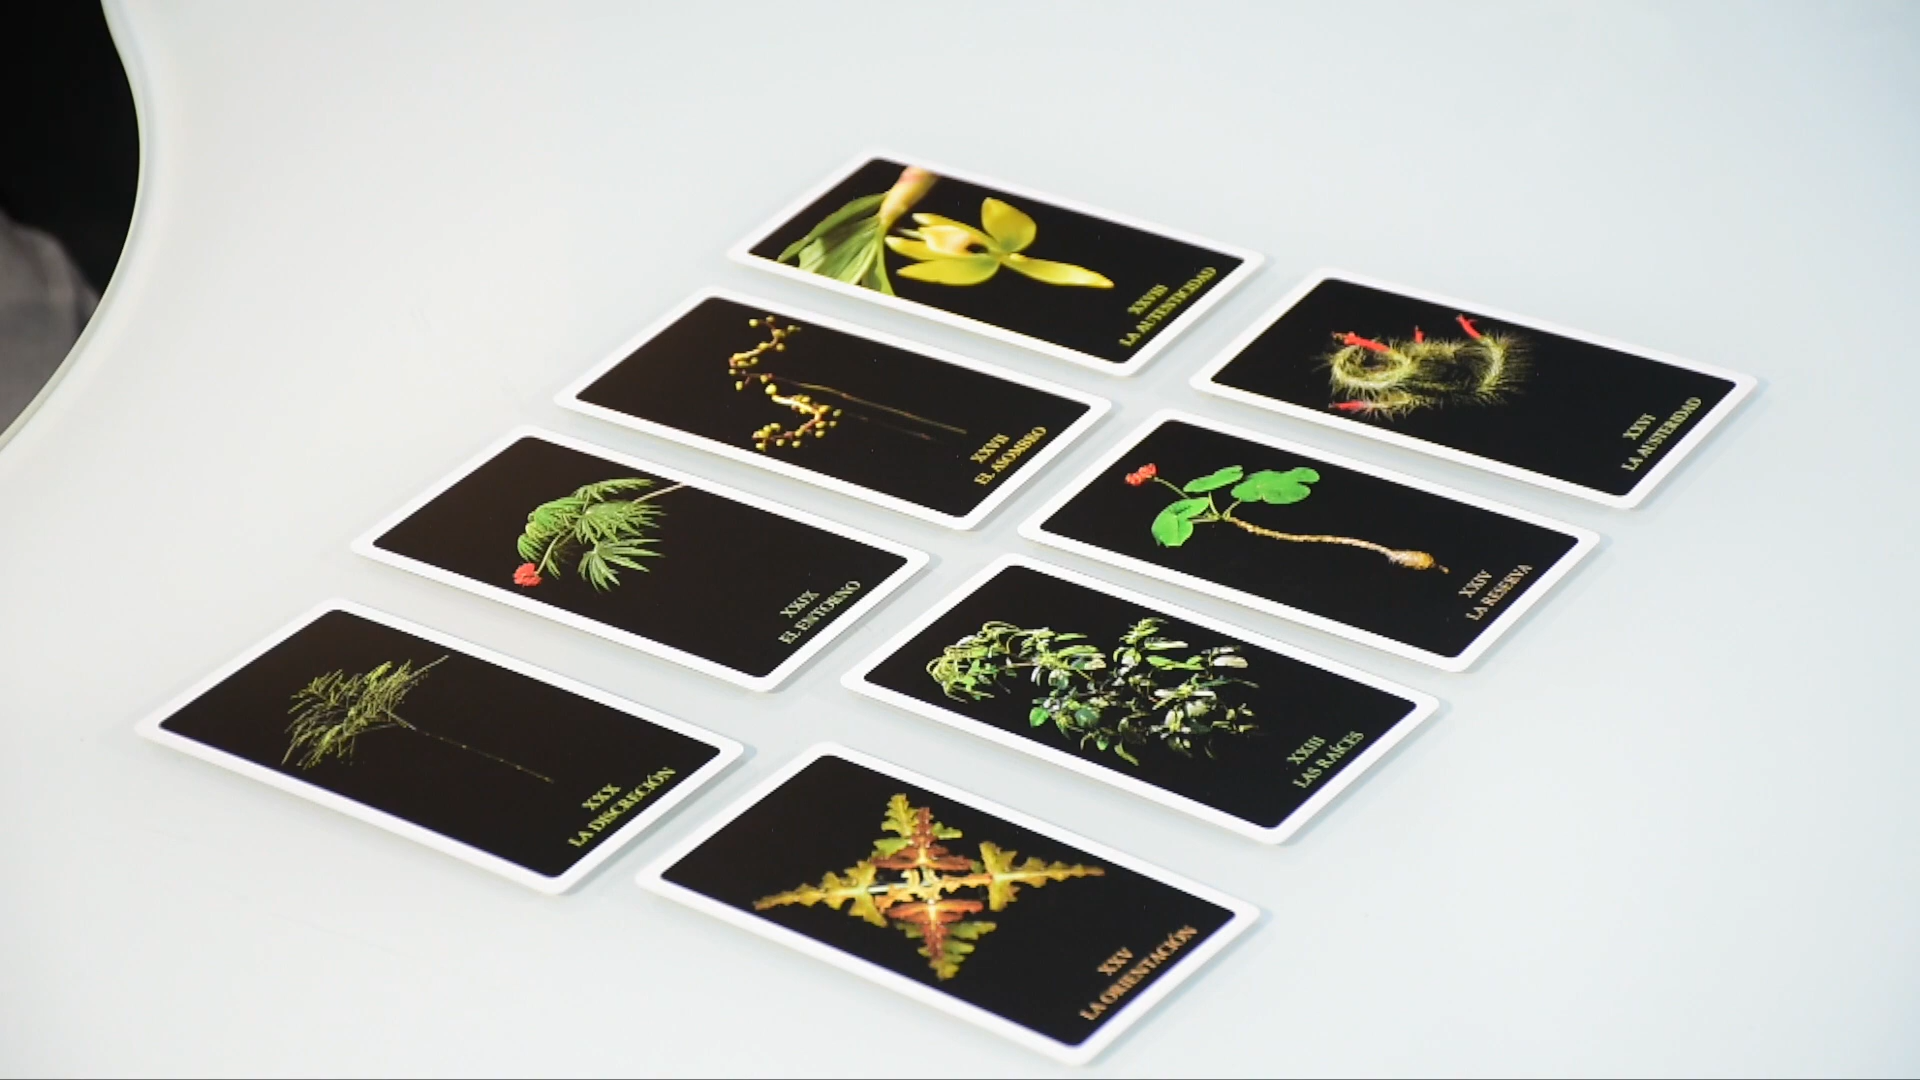 XXVIII
LA AUTENTICIDAD
XXVII
EL ASOMBRO
XXVI
LA AUSTERIDAD
XXIX
EL ENTORNO
XXIV
LA RESERVA
XXX
LA DISCRECIÓN
XXIII
LAS RAÍCES
XXV
LA ORIENTACIÓN